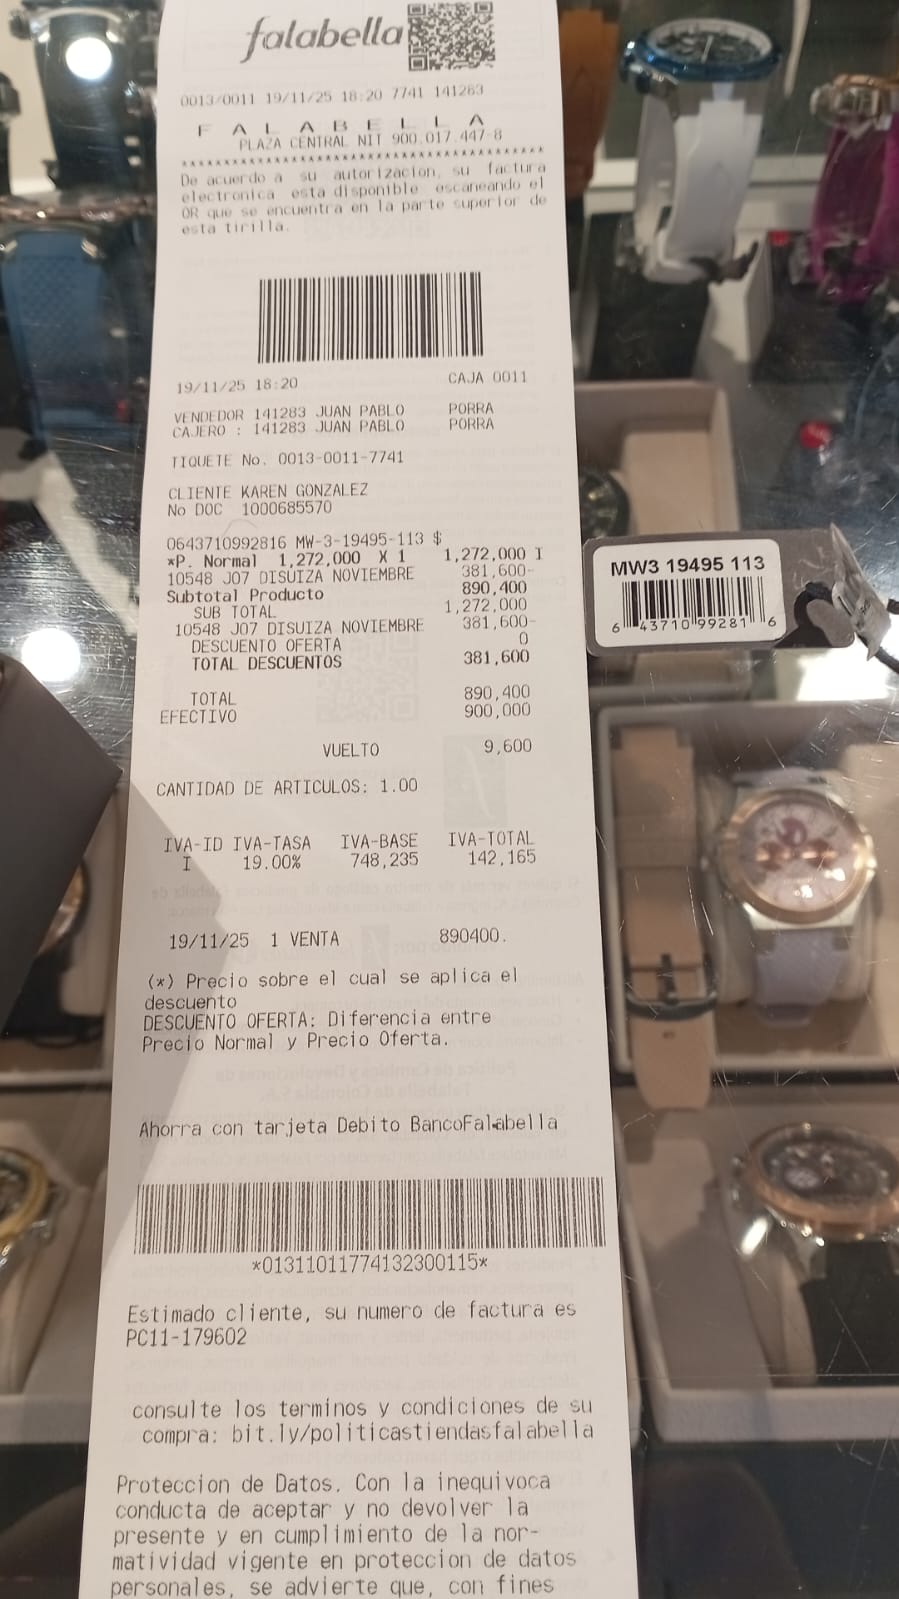 falabella
0013/0011 19/11/25 18:20 7741 141283
F A L A B E L L A
PLAZA CENTRAL NIT 900.017.447-8
****************************************************
De acuerdo a su autorizacion, su factura
electronica esta disponible escaneando el
QR que se encuentra en la parte superior de
esta tirilla.
19/11/25 18:20 CAJA 0011
VENDEDOR 141283 JUAN PABLO PORRA
CAJERO : 141283 JUAN PABLO PORRA
TIQUETE No. 0013-0011-7741
CLIENTE KAREN GONZALEZ
No DOC 1000685570
0643710992816 MW-3-19495-113 $
*P. Normal 1,272,000 X 1 1,272,000 I
10548 J07 DISUIZA NOVIEMBRE 381,600-
Subtotal Producto 890,400
SUB TOTAL 1,272,000
10548 J07 DISUIZA NOVIEMBRE 381,600-
DESCUENTO OFERTA 0
TOTAL DESCUENTOS 381,600
TOTAL 890,400
EFECTIVO 900,000
VUELTO 9,600
CANTIDAD DE ARTICULOS: 1.00
IVA-ID IVA-TASA IVA-BASE IVA-TOTAL
I 19.00% 748,235 142,165
19/11/25 1 VENTA 890400.
(*) Precio sobre el cual se aplica el
descuento
DESCUENTO OFERTA: Diferencia entre
Precio Normal y Precio Oferta.
Ahorra con tarjeta Debito BancoFalabella
*01311011774132300115*
Estimado cliente, su numero de factura es
PC11-179602
consulte los terminos y condiciones de su
compra: bit.ly/politicastiendasfalabella
Proteccion de Datos. Con la inequivoca
conducta de aceptar y no devolver la
presente y en cumplimiento de la nor-
matividad vigente en proteccion de datos
personales, se advierte que, con fines
MW3 19495 113
6 43710 99281 6